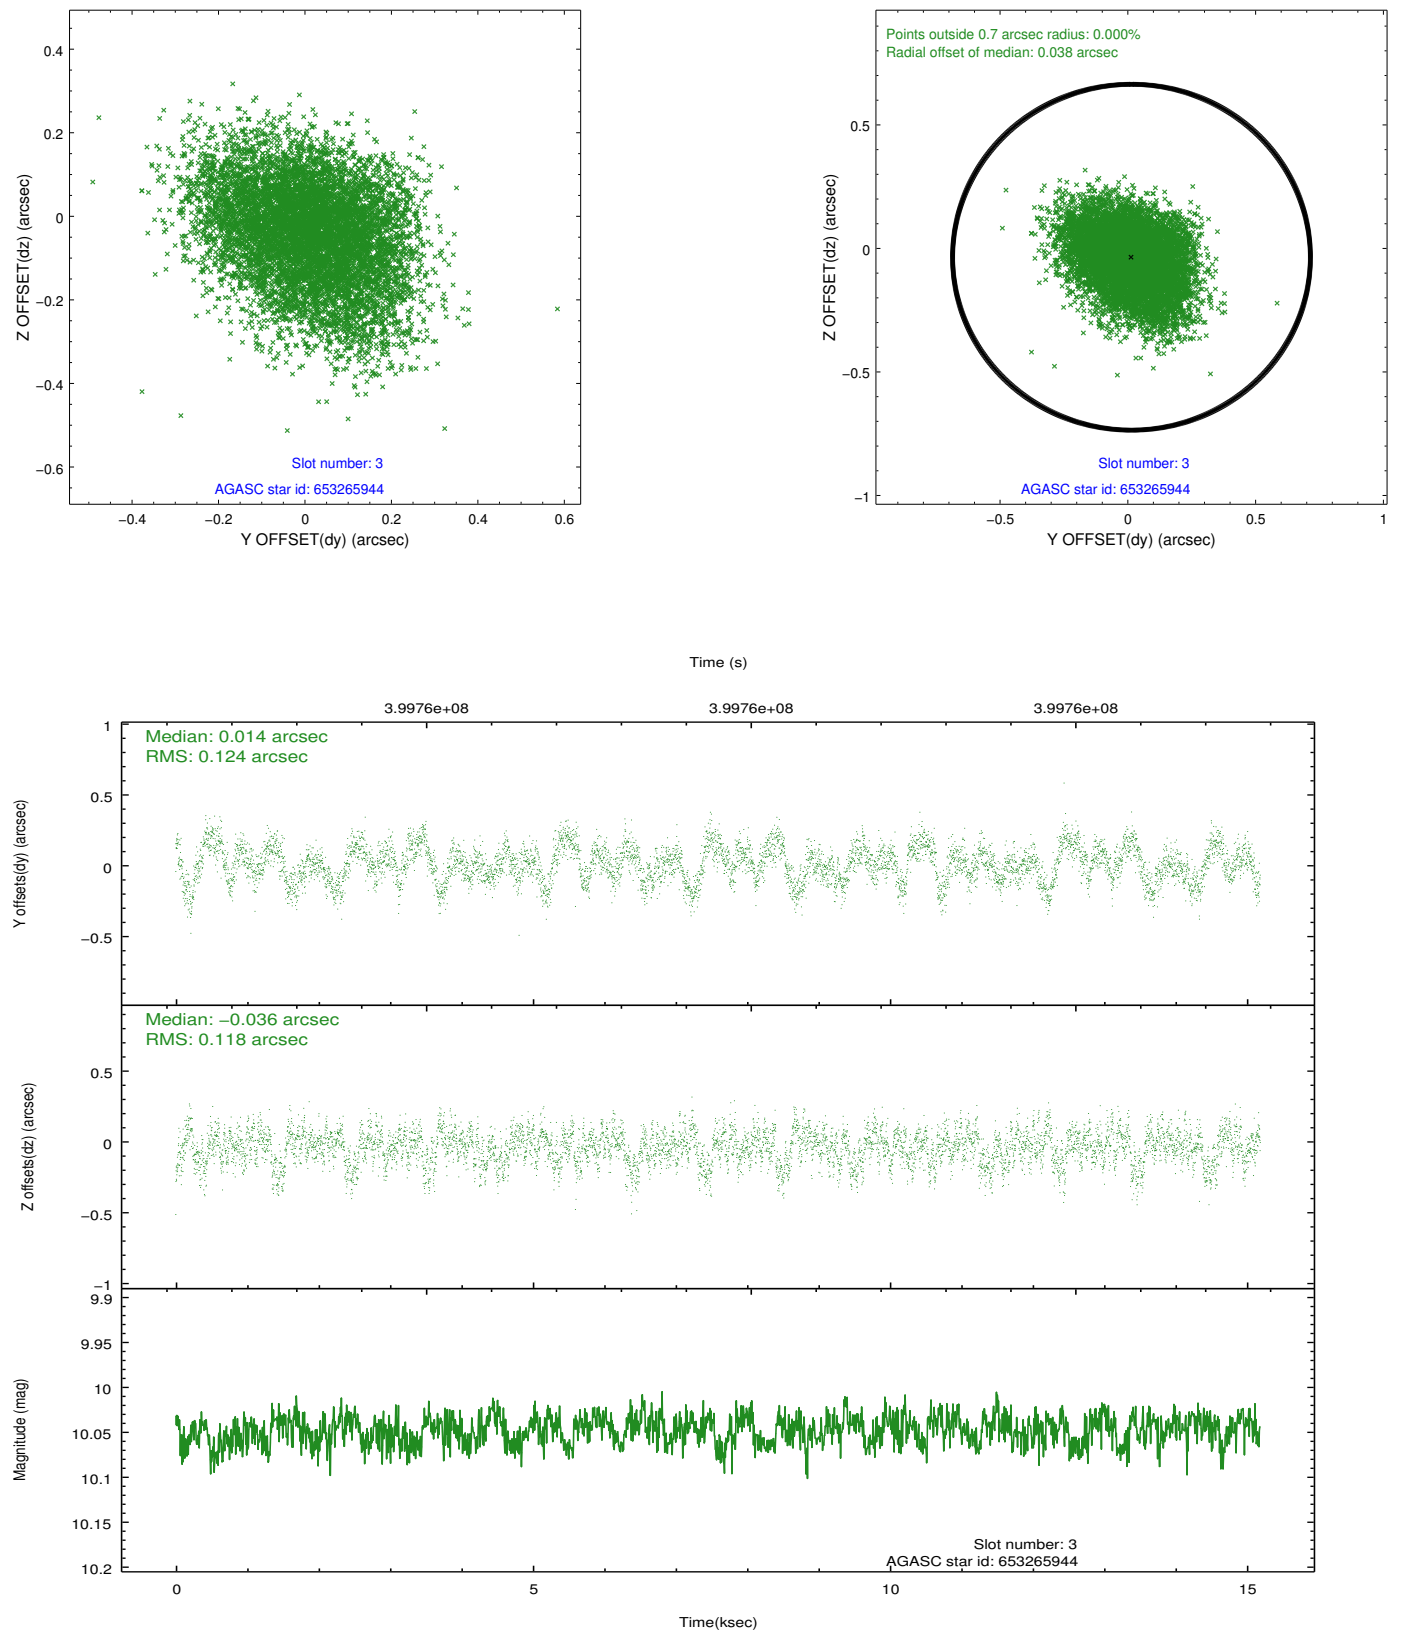 0.4
0.2
0
−0.2
−0.4
−0.6
Z OFFSET(dz) (arcsec)
Slot number: 3
AGASC star id: 653265944
−0.4
−0.2
0
0.2
0.4
0.6
Y OFFSET(dy) (arcsec)
Points outside 0.7 arcsec radius: 0.000%
Radial offset of median: 0.038 arcsec
0.5
0
−0.5
−1
Z OFFSET(dz) (arcsec)
Slot number: 3
AGASC star id: 653265944
−0.5
0
0.5
1
Y OFFSET(dy) (arcsec)
Time (s)
3.9976e+08
3.9976e+08
3.9976e+08
Median: 0.014 arcsec
RMS: 0.124 arcsec
1
0.5
0
−0.5
Y offsets(dy) (arcsec)
Median: −0.036 arcsec
RMS: 0.118 arcsec
0.5
0
−0.5
−1
Z offsets(dz) (arcsec)
9.9
9.95
10
10.05
10.1
10.15
10.2
Magnitude (mag)
Slot number: 3
AGASC star id: 653265944
0
5
10
15
Time(ksec)